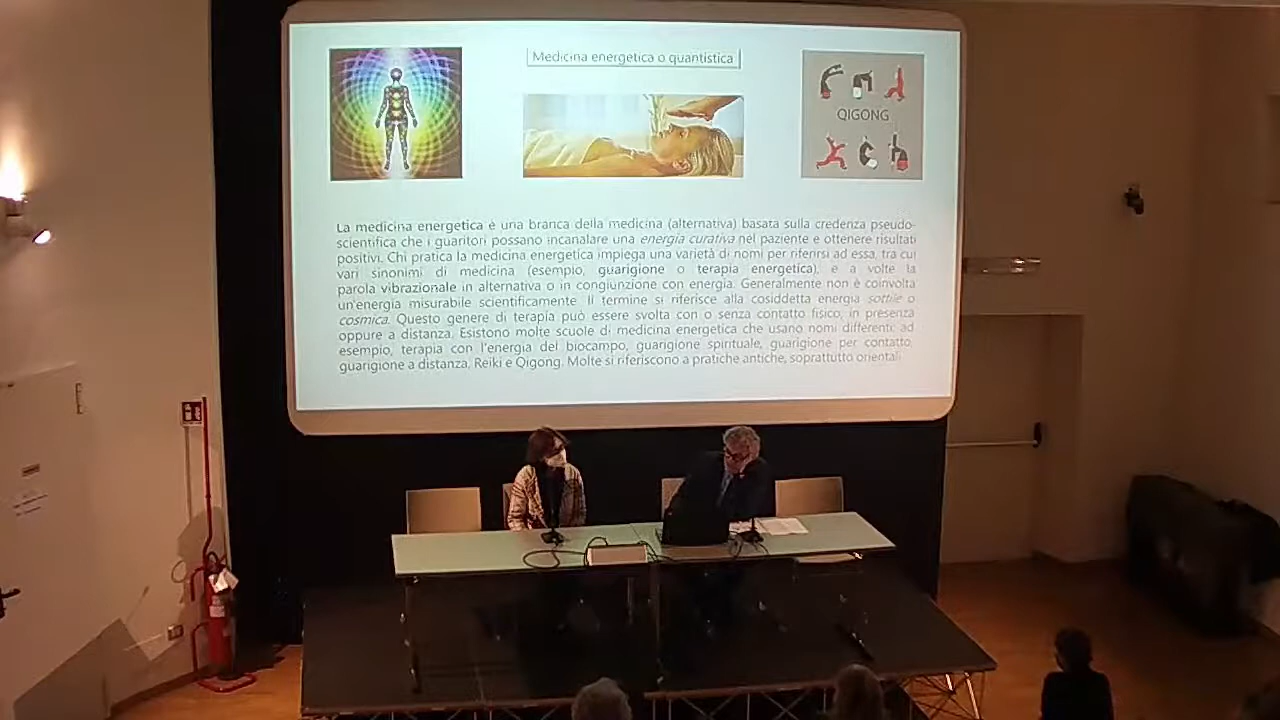 Medicina energetica o quantistica
QIGONG
La medicina energetica è una branca della medicina (alternativa) basata sulla credenza pseudo-
scientifica che i guaritori possano incanalare una energia curativa nel paziente e ottenere risultati
positivi. Chi pratica la medicina energetica impiega una varietà di nomi per riferirsi ad essa, tra cui
vari sinonimi di medicina (esempio, guarigione o terapia energetica), e a volte la
parola vibrazionale in alternativa o in congiunzione con energia. Generalmente non è coinvolta
un'energia misurabile scientificamente. Il termine si riferisce alla cosiddetta energia sottile o
cosmica. Questo genere di terapia può essere svolta con o senza contatto fisico, in presenza
oppure a distanza. Esistono molte scuole di medicina energetica che usano nomi differenti ad
esempio, terapia con l'energia del biocampo, guarigione spirituale, guarigione per contatto,
guarigione a distanza, Reiki e Qigong. Molte si riferiscono a pratiche antiche, soprattutto orientali